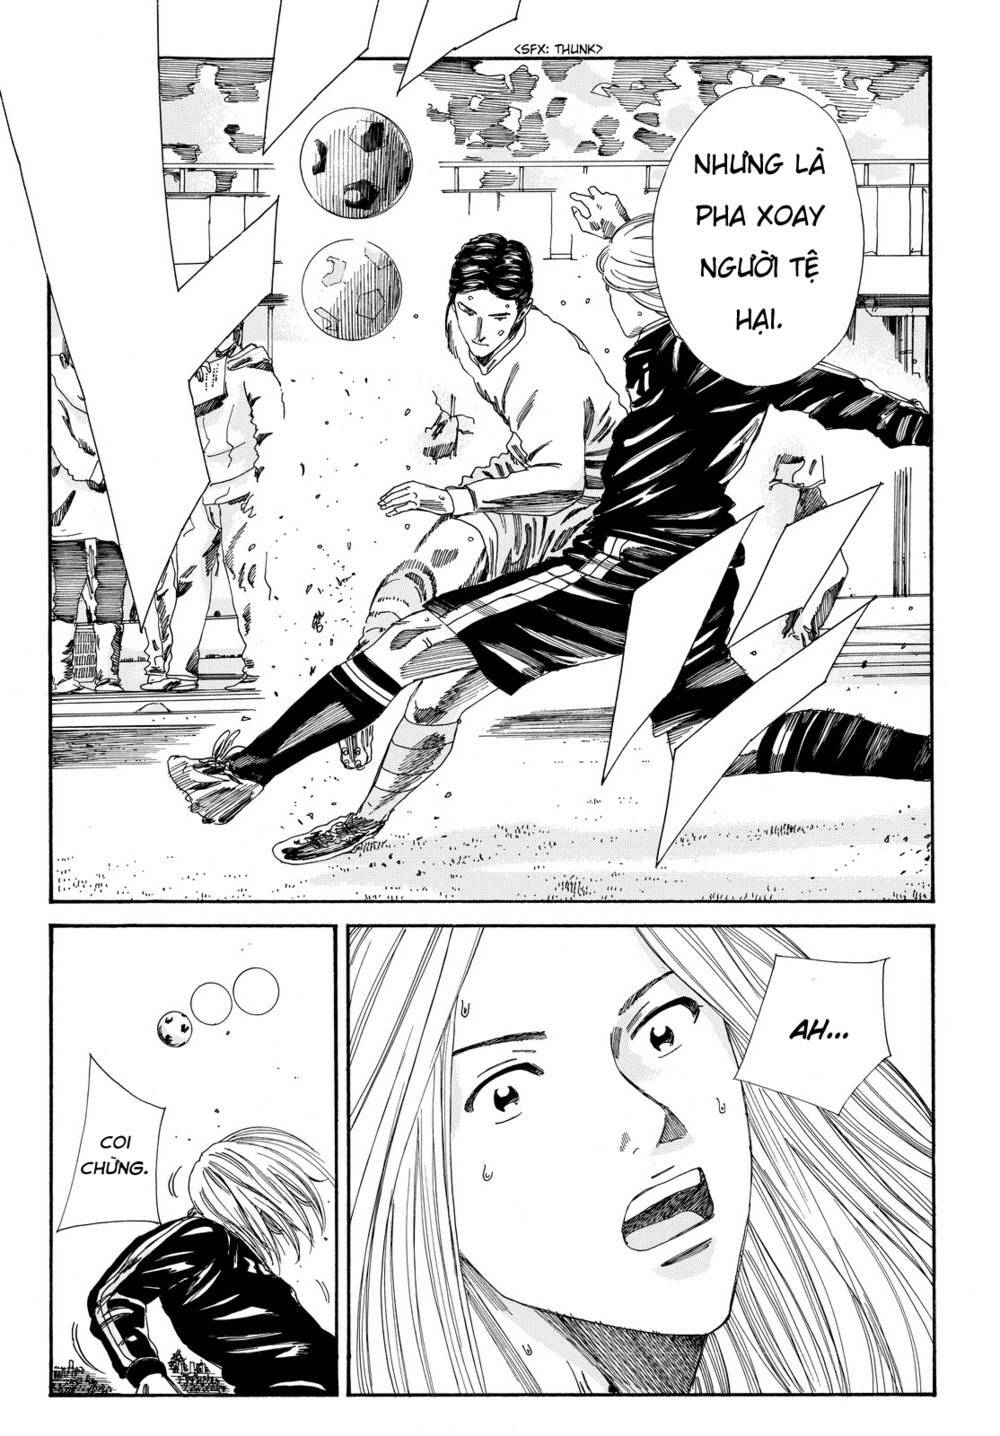 <SFX: THUNK>
NHƯNG LÀ
PHA XOAY
NGƯỜI TỆ
HẠI.
AH...
COI
CHỪNG.